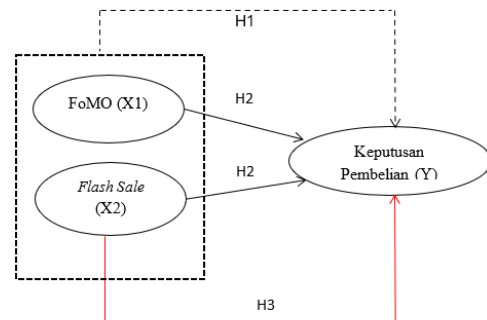 H1
FoMO (X1)
H2
Keputusan
Pembelian (Y)
Flash Sale
(X2)
H2
H3